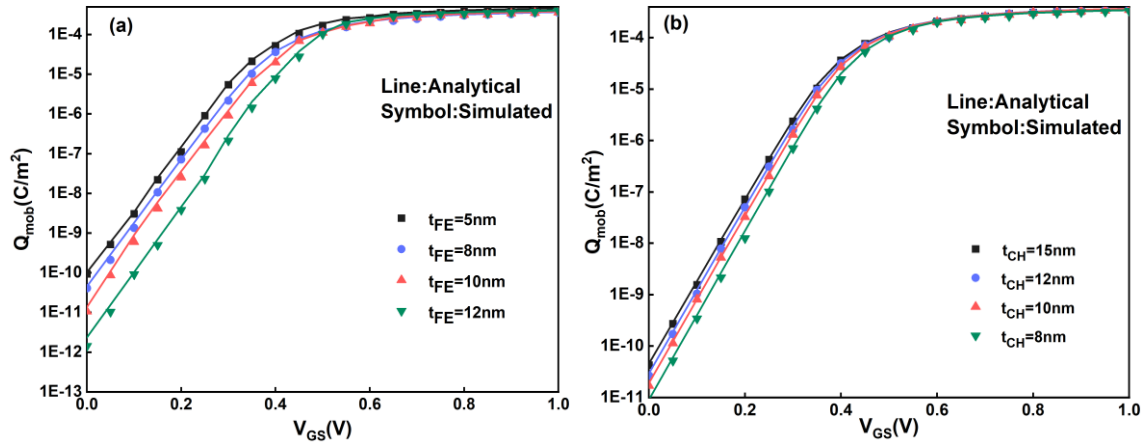 (a)
1E-4
1E-5
1E-6
1E-7
1E-8
1E-9
1E-10
1E-11
1E-12
1E-13
Q_mob(C/m²)
Line:Analytical
Symbol:Simulated
t_FE=5nm
t_FE=8nm
t_FE=10nm
t_FE=12nm
0.0 0.2 0.4 0.6 0.8 1.0
V_GS(V)
(b)
1E-4
1E-5
1E-6
1E-7
1E-8
1E-9
1E-10
1E-11
Q_mob(C/m²)
Line:Analytical
Symbol:Simulated
t_CH=15nm
t_CH=12nm
t_CH=10nm
t_CH=8nm
0.0 0.2 0.4 0.6 0.8 1.0
V_GS(V)